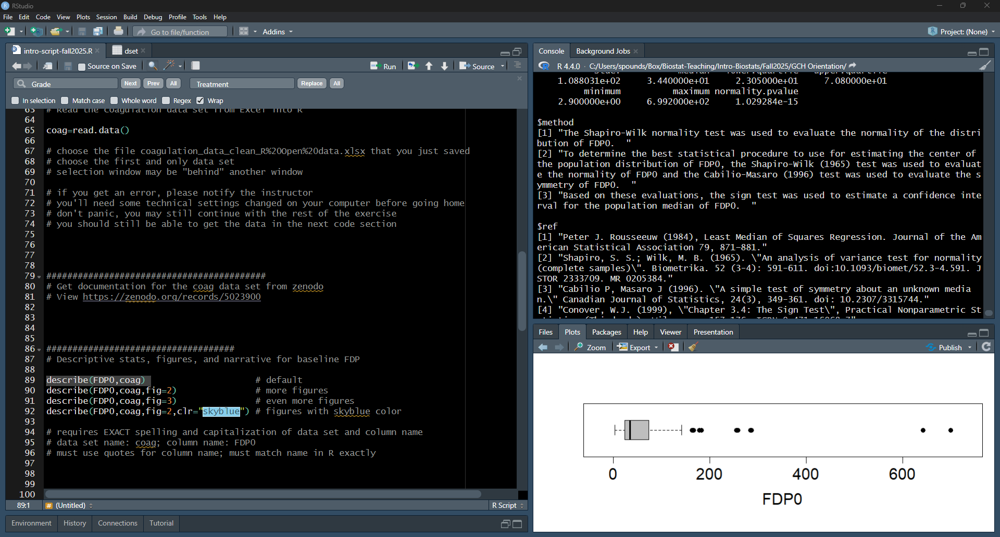 RStudio
File Edit Code View Plots Session Build Debug Profile Tools Help
Go to file/function Addins Project: (None)
intro-script-fall2025.R dset
Source on Save Run Source
Grade Next Prev All Treatment Replace All
In selection Match case Whole word Regex Wrap
63 # Read the coagulation data set from Excel into R
64
65 coag=read.data()
66
67 # choose the file coagulation_data_clean_R%20Open%20data.xlsx that you just saved
68 # choose the first and only data set
69 # selection window may be "behind" another window
70
71 # if you get an error, please notify the instructor
72 # you'll need some technical settings changed on your computer before going home
73 # don't panic, you may still continue with the rest of the exercise
74 # you should still be able to get the data in the next code section
75
76
77
78
79 ##########################################
80 # Get documentation for the coag data set from zenodo
81 # View https://zenodo.org/records/5023900
82
83
84
85
86 ####################################
87 # Descriptive stats, figures, and narrative for baseline FDP
88
89 describe(FDP0,coag) # default
90 describe(FDP0,coag,fig=2) # more figures
91 describe(FDP0,coag,fig=3) # even more figures
92 describe(FDP0,coag,fig=2,clr="skyblue") # figures with skyblue color
93
94 # requires EXACT spelling and capitalization of data set and column name
95 # data set name: coag; column name: FDP0
96 # must use quotes for column name; must match name in R exactly
97
98
99
100
89:1 # (Untitled) R Script
Environment History Connections Tutorial
Console Background Jobs
R 4.4.0 · C:/Users/spounds/Box/Biostat-Teaching/Intro-Biostats/Fall2025/GCH Orientation/
1.088031e+02 3.440000e+01 2.305000e+01 7.080000e+01
minimum maximum normality.pvalue
2.900000e+00 6.992000e+02 1.029284e-15
$method
[1] "The Shapiro-Wilk normality test was used to evaluate the normality of the distri
bution of FDP0. "
[2] "To determine the best statistical procedure to use for estimating the center of
the population distribution of FDP0, the Shapiro-Wilk (1965) test was used to evaluat
e the normality of FDP0 and the Cabilio-Masaro (1996) test was used to evaluate the s
ymmetry of FDP0. "
[3] "Based on these evaluations, the sign test was used to estimate a confidence inte
rval for the population median of FDP0. "
$ref
[1] "Peter J. Rousseeuw (1984), Least Median of Squares Regression. Journal of the Am
erican Statistical Association 79, 871-881."
[2] "Shapiro, S. S.; Wilk, M. B. (1965). \"An analysis of variance test for normality
(complete samples)\". Biometrika. 52 (3-4): 591-611. doi:10.1093/biomet/52.3-4.591. J
STOR 2333709. MR 0205384."
[3] "Cabilio P, Masaro J (1996). \"A simple test of symmetry about an unknown media
n.\" Canadian Journal of Statistics, 24(3), 349-361. doi: 10.2307/3315744."
[4] "Conover, W.J. (1999), \"Chapter 3.4: The Sign Test\", Practical Nonparametric St
Files Plots Packages Help Viewer Presentation
Zoom Export Publish
0 200 400 600
FDP0